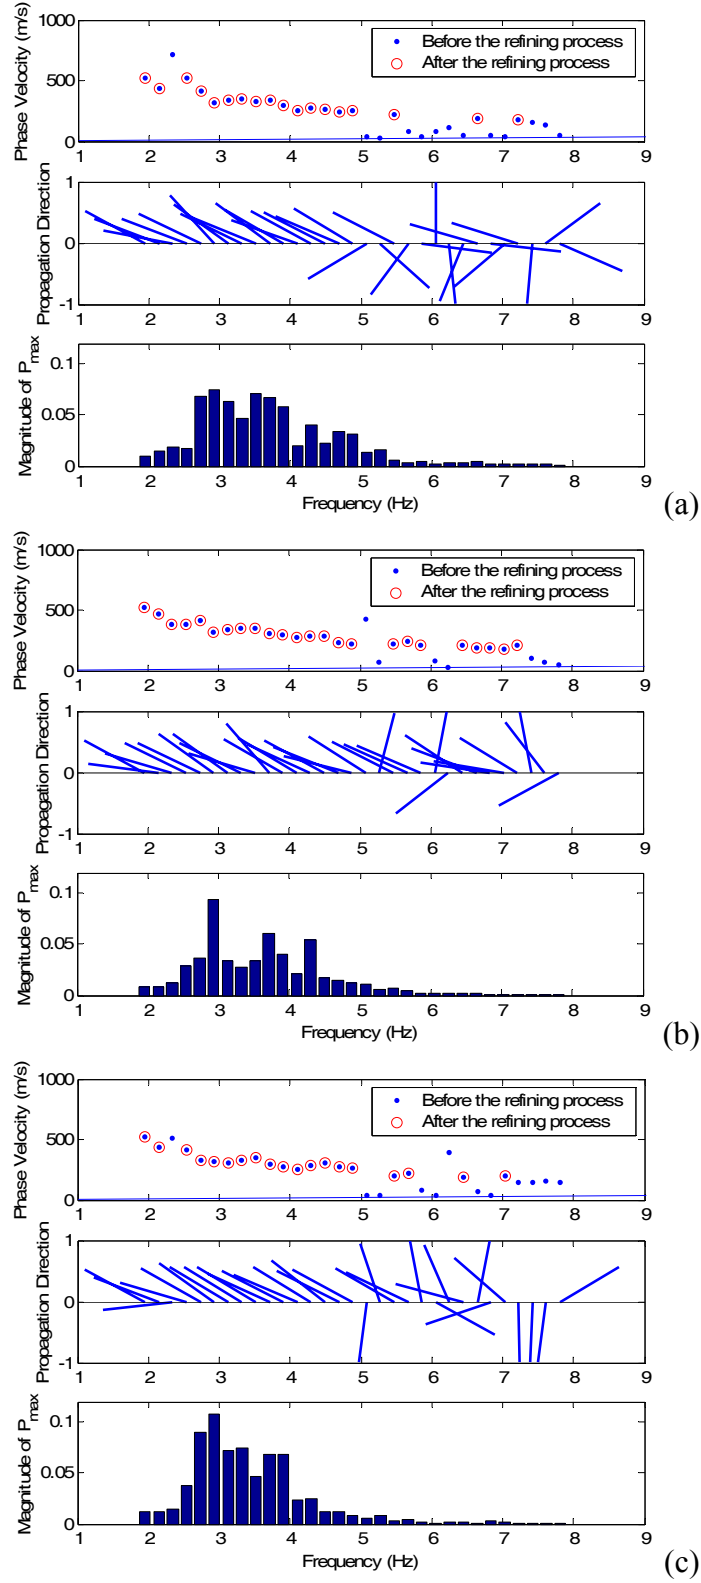 Phase Velocity (m/s)
1000
500
0
Before the refining process
After the refining process
1 2 3 4 5 6 7 8 9
Propagation Direction
1
0
-1
1 2 3 4 5 6 7 8 9
Magnitude of Pmax
0.1
0.05
0
1 2 3 4 5 6 7 8 9
Frequency (Hz)
(a)
Phase Velocity (m/s)
1000
500
0
Before the refining process
After the refining process
1 2 3 4 5 6 7 8 9
Propagation Direction
1
0
-1
1 2 3 4 5 6 7 8 9
Magnitude of Pmax
0.1
0.05
0
1 2 3 4 5 6 7 8 9
Frequency (Hz)
(b)
Phase Velocity (m/s)
1000
500
0
Before the refining process
After the refining process
1 2 3 4 5 6 7 8 9
Propagation Direction
1
0
-1
1 2 3 4 5 6 7 8 9
Magnitude of Pmax
0.1
0.05
0
1 2 3 4 5 6 7 8 9
Frequency (Hz)
(c)